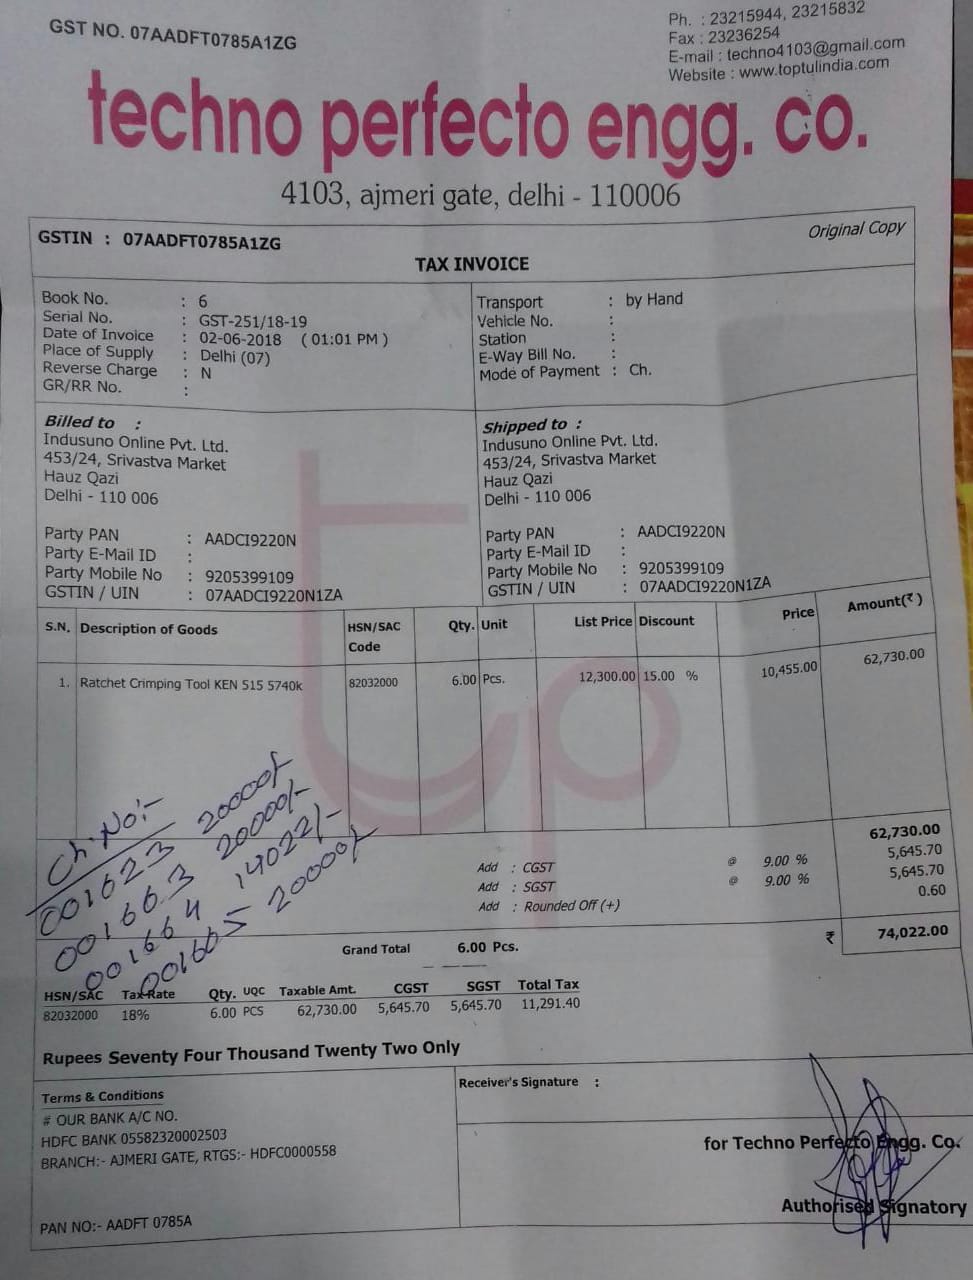 GST NO. 07AADFT0785A1ZG
Ph. : 23215944, 23215832
Fax : 23236254
E-mail : techno4103@gmail.com
Website : www.toptulindia.com
techno perfecto engg. co.
4103, ajmeri gate, delhi - 110006
GSTIN : 07AADFT0785A1ZG
Original Copy
TAX INVOICE
Book No. : 6
Serial No. : GST-251/18-19
Date of Invoice : 02-06-2018 ( 01:01 PM )
Place of Supply : Delhi (07)
Reverse Charge : N
GR/RR No. :
Transport : by Hand
Vehicle No. :
Station :
E-Way Bill No. :
Mode of Payment : Ch.
Billed to :
Indusuno Online Pvt. Ltd.
453/24, Srivastva Market
Hauz Qazi
Delhi - 110 006
Party PAN : AADCI9220N
Party E-Mail ID :
Party Mobile No : 9205399109
GSTIN / UIN : 07AADCI9220N1ZA
Shipped to :
Indusuno Online Pvt. Ltd.
453/24, Srivastva Market
Hauz Qazi
Delhi - 110 006
Party PAN : AADCI9220N
Party E-Mail ID :
Party Mobile No : 9205399109
GSTIN / UIN : 07AADCI9220N1ZA
S.N. Description of Goods HSN/SAC Code Qty. Unit List Price Discount Price Amount(₹)
1. Ratchet Crimping Tool KEN 515 5740k 82032000 6.00 Pcs. 12,300.00 15.00 % 10,455.00 62,730.00
tp
Ch. No:-
001623 20000/-
001663 20000/-
001664 14022/-
001665 20000/-
62,730.00
Add : CGST @ 9.00 % 5,645.70
Add : SGST @ 9.00 % 5,645.70
Add : Rounded Off (+) 0.60
Grand Total 6.00 Pcs. ₹ 74,022.00
HSN/SAC Tax Rate Qty. UQC Taxable Amt. CGST SGST Total Tax
82032000 18% 6.00 PCS 62,730.00 5,645.70 5,645.70 11,291.40
Rupees Seventy Four Thousand Twenty Two Only
Terms & Conditions
# OUR BANK A/C NO.
HDFC BANK 05582320002503
BRANCH:- AJMERI GATE, RTGS:- HDFC0000558
PAN NO:- AADFT 0785A
Receiver's Signature :
for Techno Perfecto Engg. Co.
Authorised Signatory